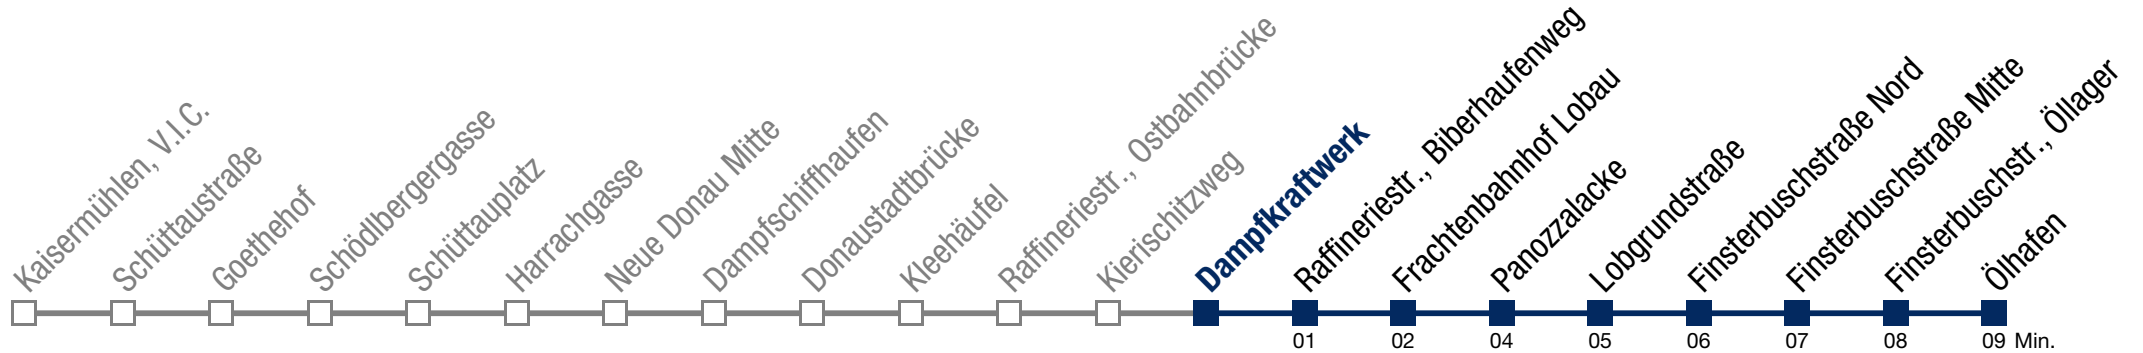 Kaisermühlen, V.I.C.
Schüttaustraße
Goethehof
Schödlbergergasse
Schüttauplatz
Harrachgasse
Neue Donau Mitte
Dampfschiffhaufen
Donaustadtbrücke
Kleehäufel
Raffineriestr., Ostbahnbrücke
Kierischitzweg
Dampfkraftwerk
Raffineriestr., Biberhaufenweg
Frachtenbahnhof Lobau
Panozzalacke
Lobgrundstraße
Finsterbuschstraße Nord
Finsterbuschstraße Mitte
Finsterbuschstr., Öllager
Ölhafen
01 02 04 05 06 07 08 09 Min.